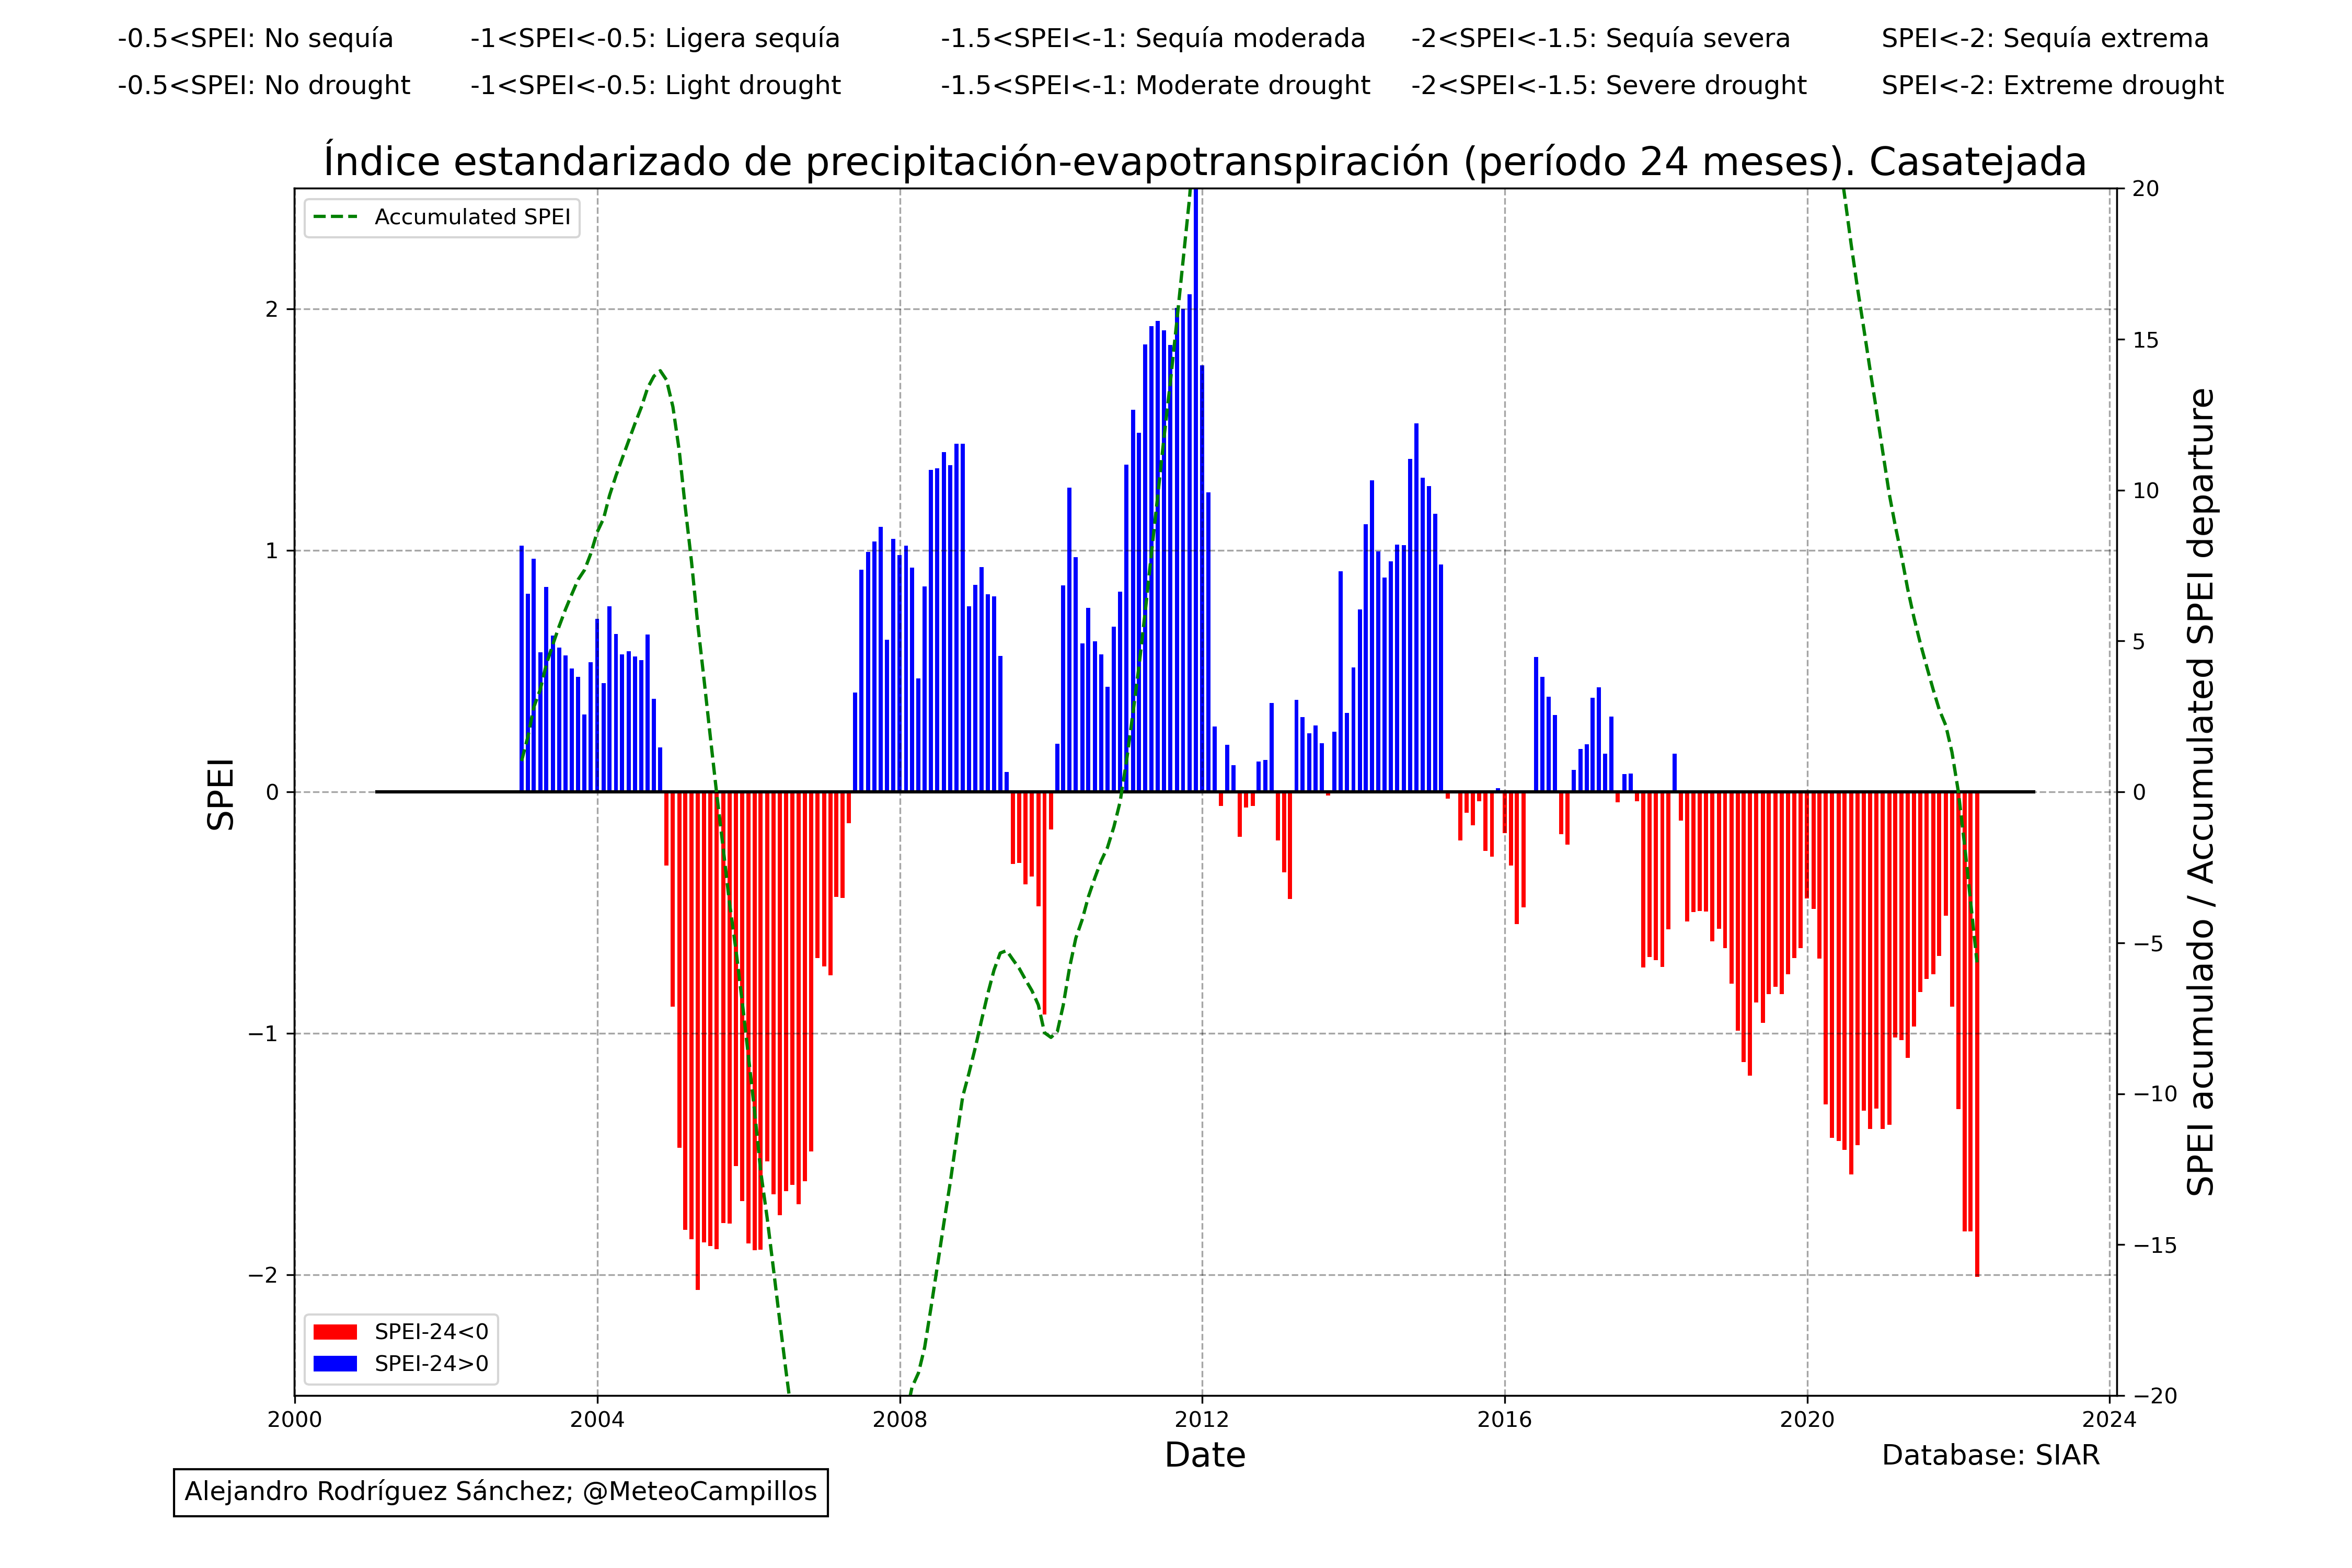 -0.5<SPEI: No sequía -1<SPEI<-0.5: Ligera sequía -1.5<SPEI<-1: Sequía moderada -2<SPEI<-1.5: Sequía severa SPEI<-2: Sequía extrema
-0.5<SPEI: No drought -1<SPEI<-0.5: Light drought -1.5<SPEI<-1: Moderate drought -2<SPEI<-1.5: Severe drought SPEI<-2: Extreme drought
Índice estandarizado de precipitación-evapotranspiración (período 24 meses). Casatejada
Accumulated SPEI
SPEI
2
1
0
−1
−2
20
15
10
5
0
−5
−10
−15
−20
SPEI acumulado / Accumulated SPEI departure
SPEI-24<0
SPEI-24>0
2000 2004 2008 2012 2016 2020 2024
Date
Database: SIAR
Alejandro Rodríguez Sánchez; @MeteoCampillos